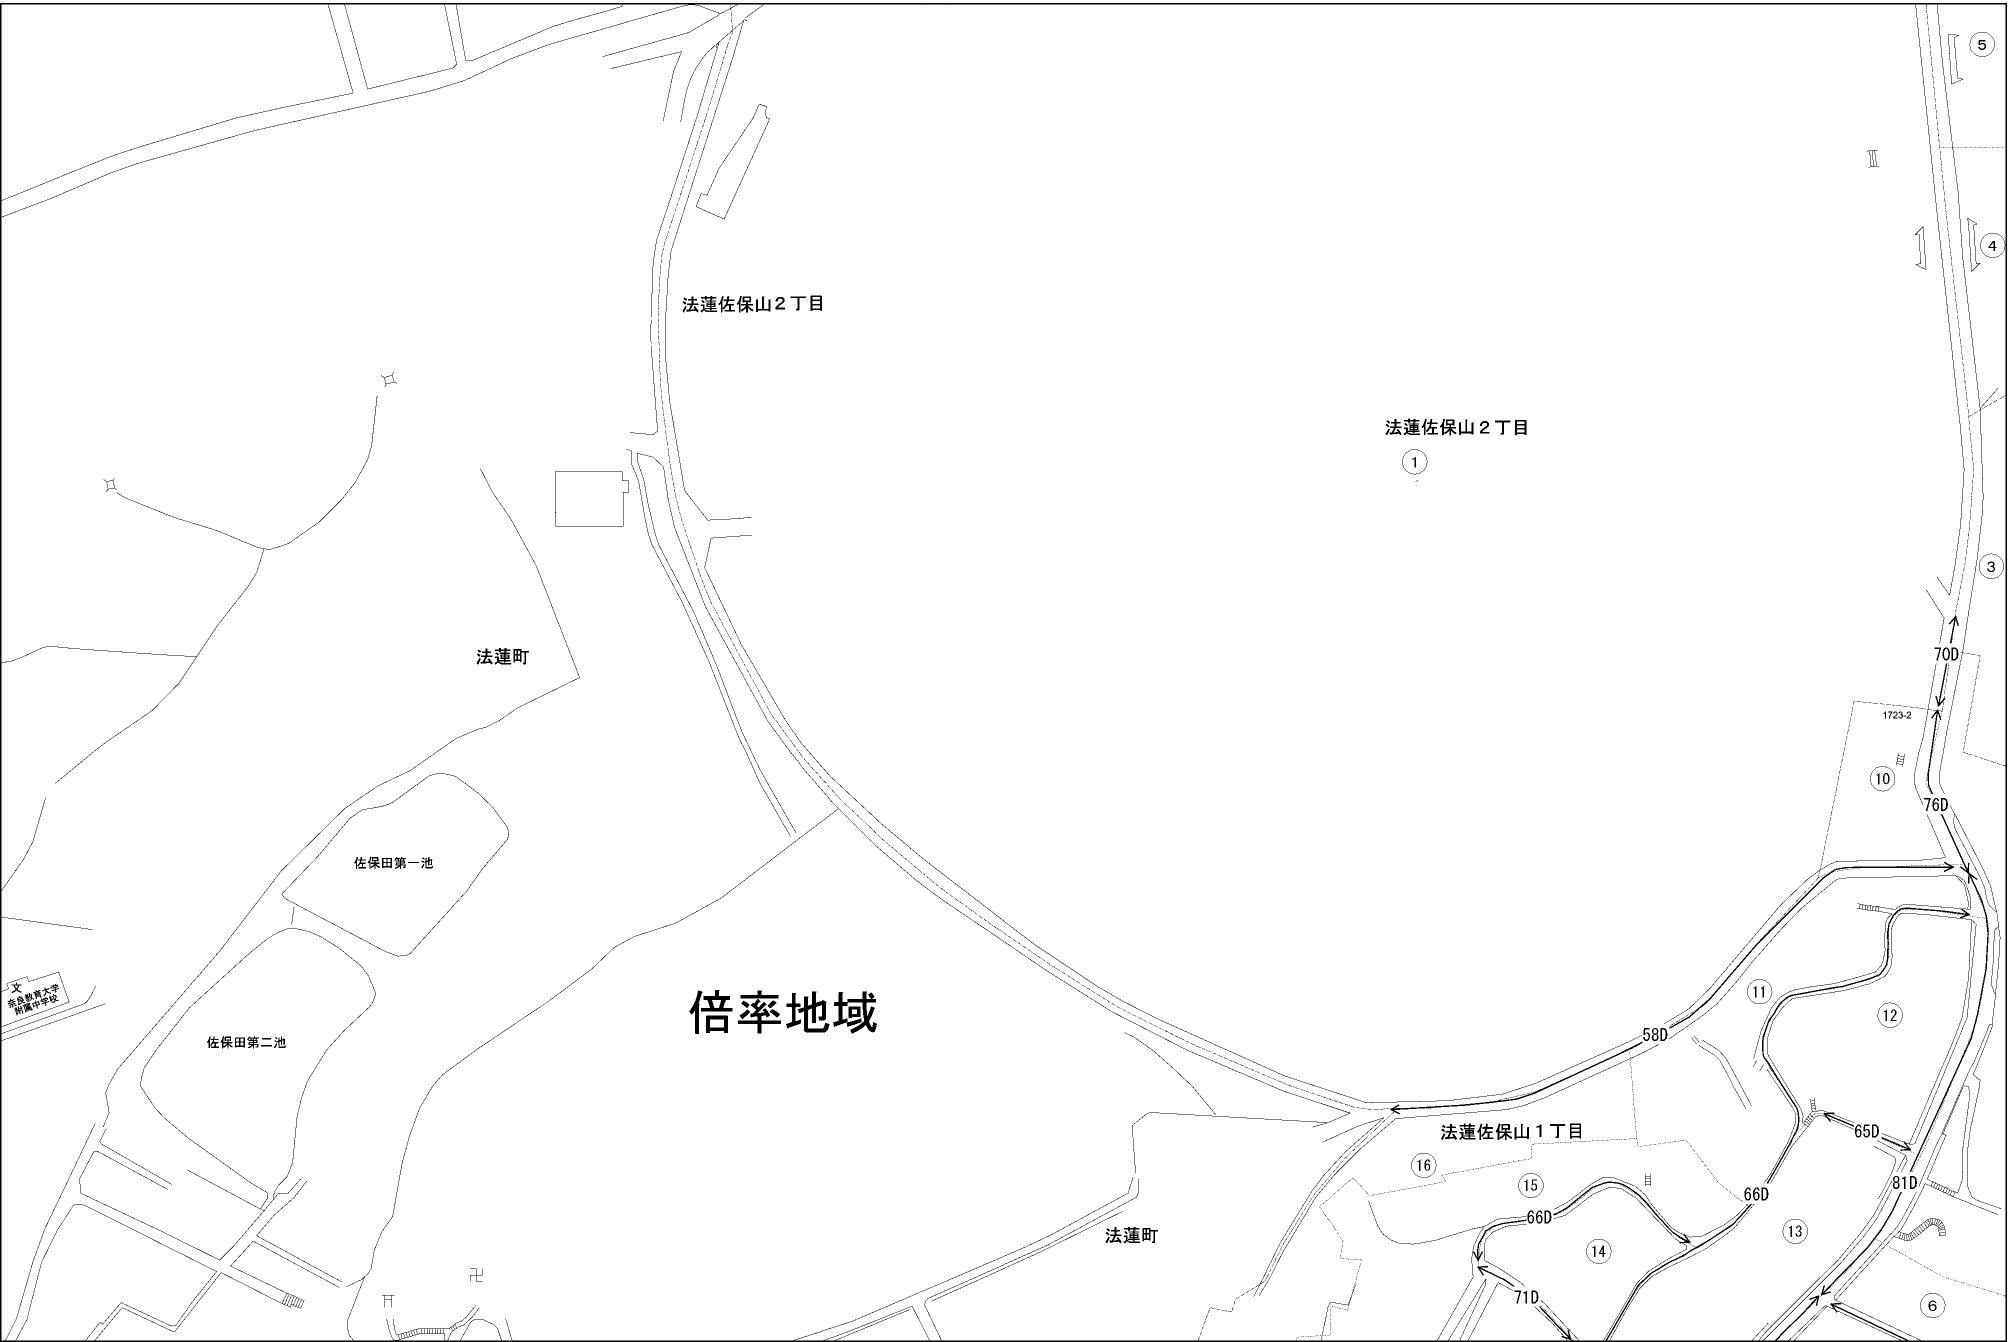 5
4
法蓮佐保山２丁目
法蓮佐保山２丁目
1
3
70D
法蓮町
1723-2
10
76D
佐保田第一池
文
奈良教育大学
附属中学校
倍率地域
11
12
佐保田第二池
58D
法蓮佐保山１丁目
65D
16
15
81D
66D
66D
13
法蓮町
14
卍
71D
6